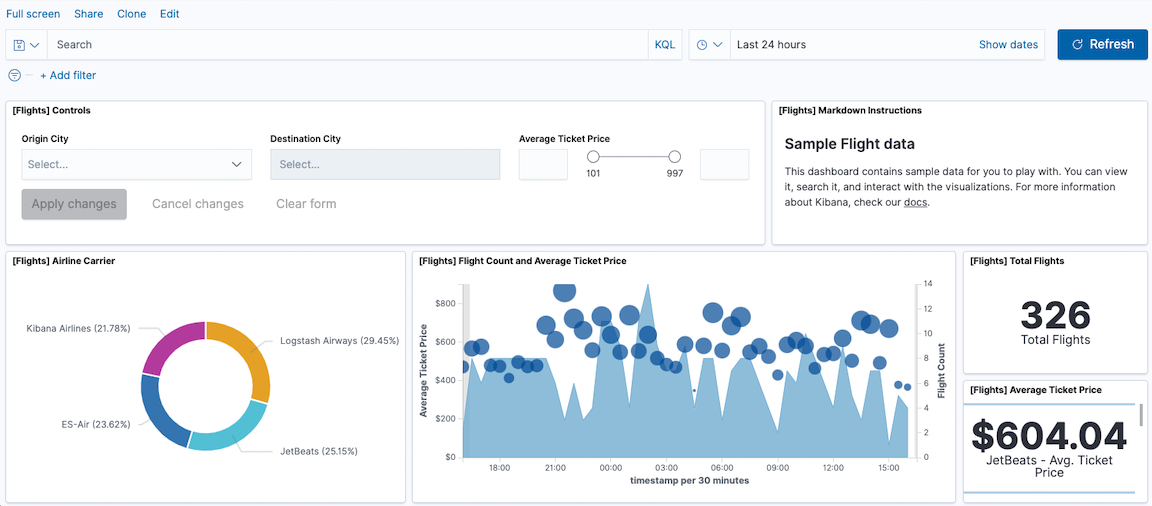 Full screen Share Clone Edit
Search KQL Last 24 hours Show dates Refresh
+ Add filter
[Flights] Controls
Origin City Destination City Average Ticket Price
Select... Select...
101 997
Apply changes Cancel changes Clear form
[Flights] Markdown Instructions
Sample Flight data
This dashboard contains sample data for you to play with. You can view
it, search it, and interact with the visualizations. For more information
about Kibana, check our docs.
[Flights] Airline Carrier
Kibana Airlines (21.78%)
Logstash Airways (29.45%)
ES-Air (23.62%)
JetBeats (25.15%)
[Flights] Flight Count and Average Ticket Price
Average Ticket Price
$800
$600
$400
$200
$0
14
12
10
8
6
4
2
0
Flight Count
18:00 21:00 00:00 03:00 06:00 09:00 12:00 15:00
timestamp per 30 minutes
[Flights] Total Flights
326
Total Flights
[Flights] Average Ticket Price
$604.04
JetBeats - Avg. Ticket
Price